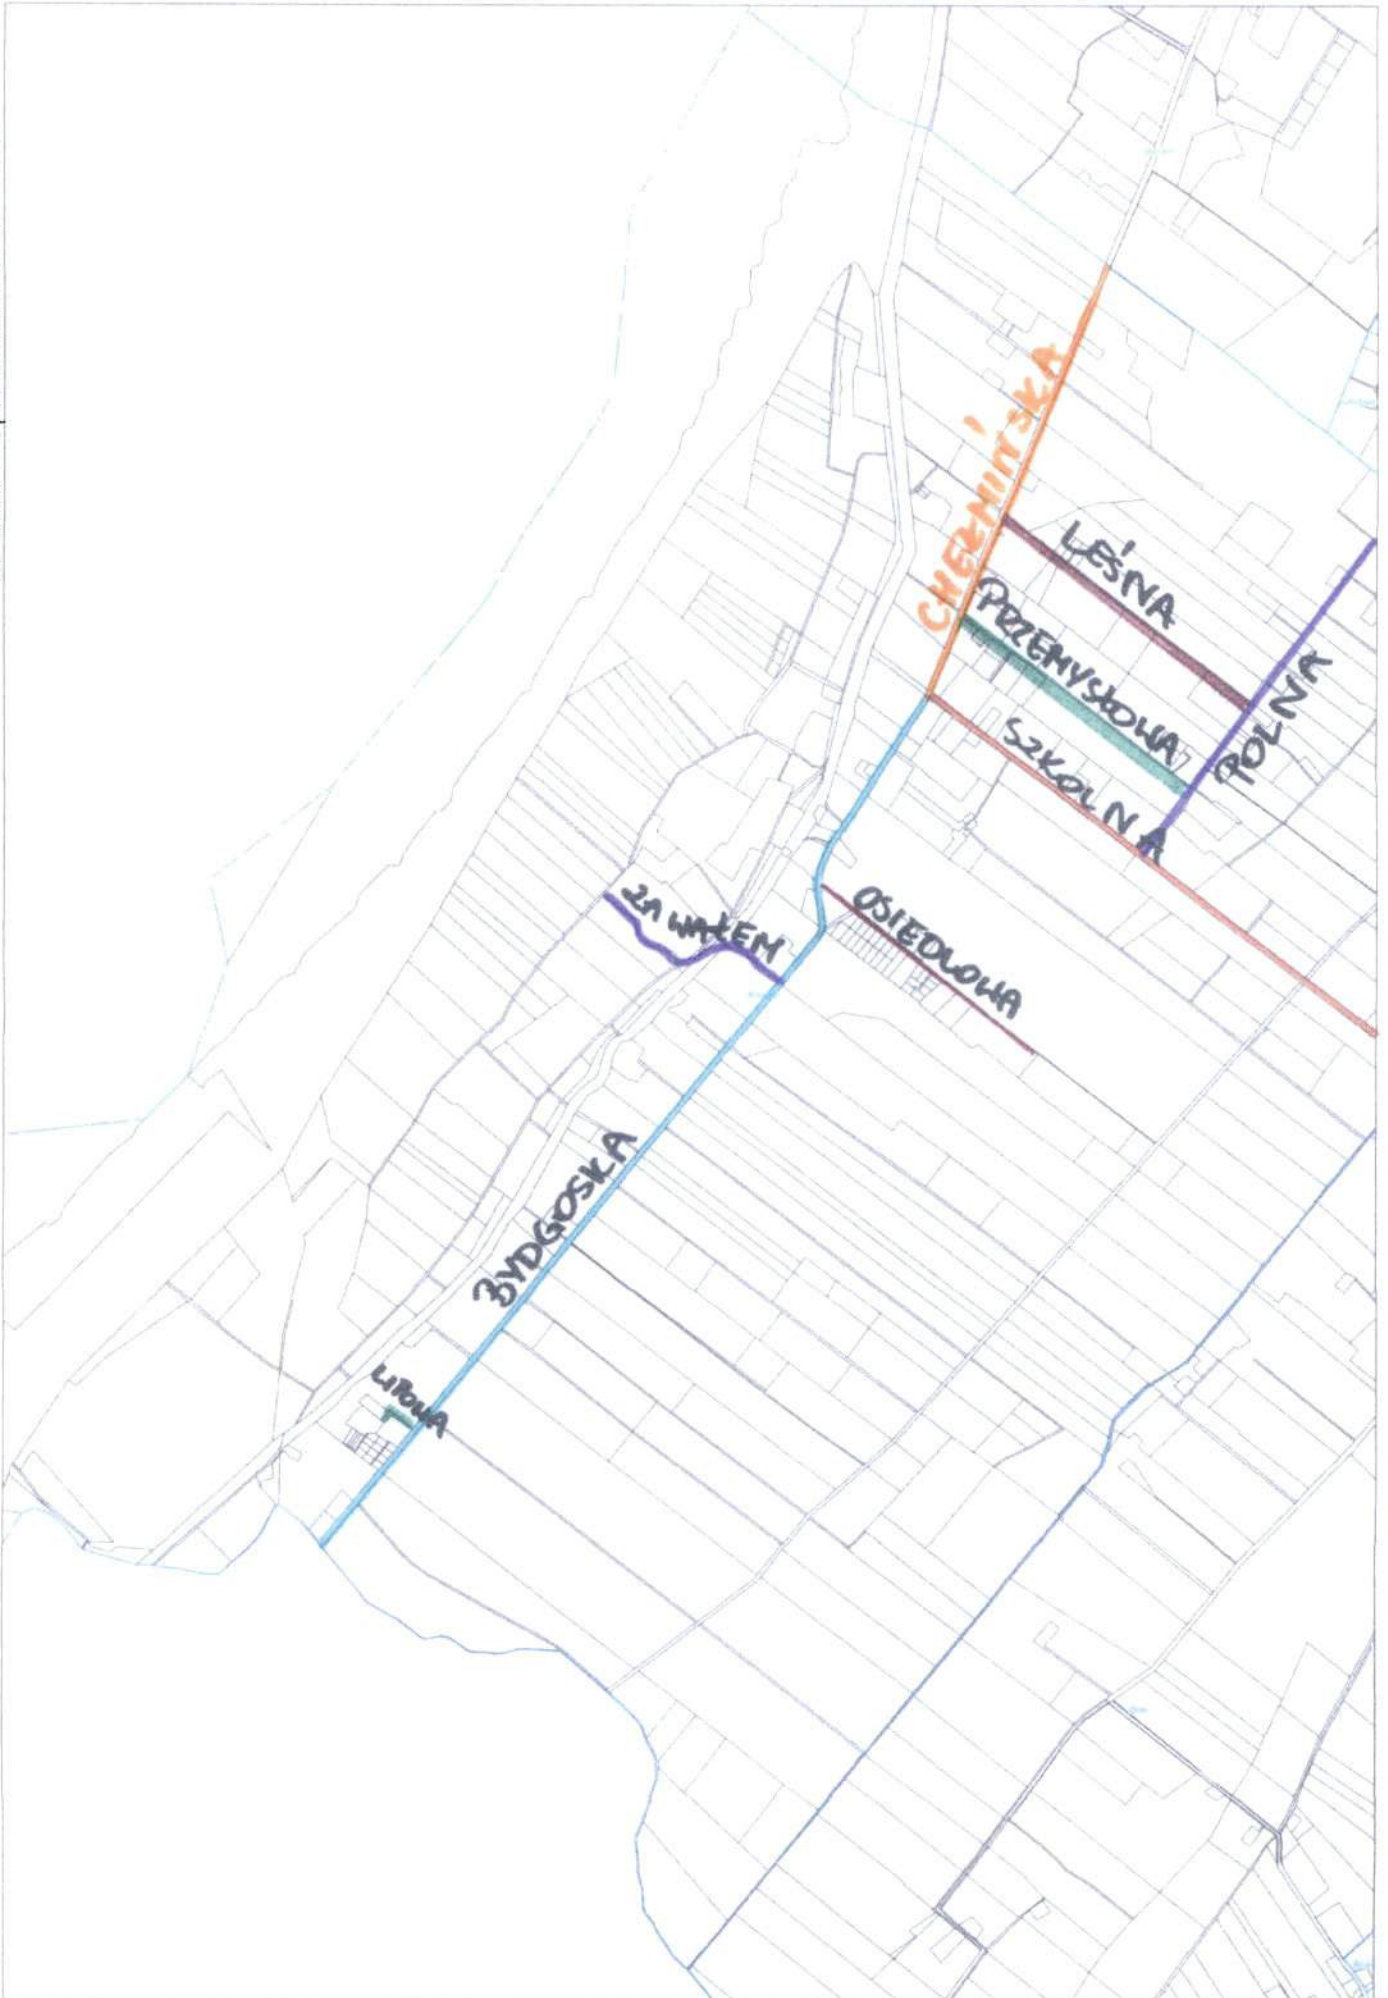 CHEŁMIŃSKA
LEŚNA
PRZEMYSŁOWA
POLNA
SZKOLNA
ZA WAŁEM
OSIEDLOWA
BYDGOSKA
LIPOWA